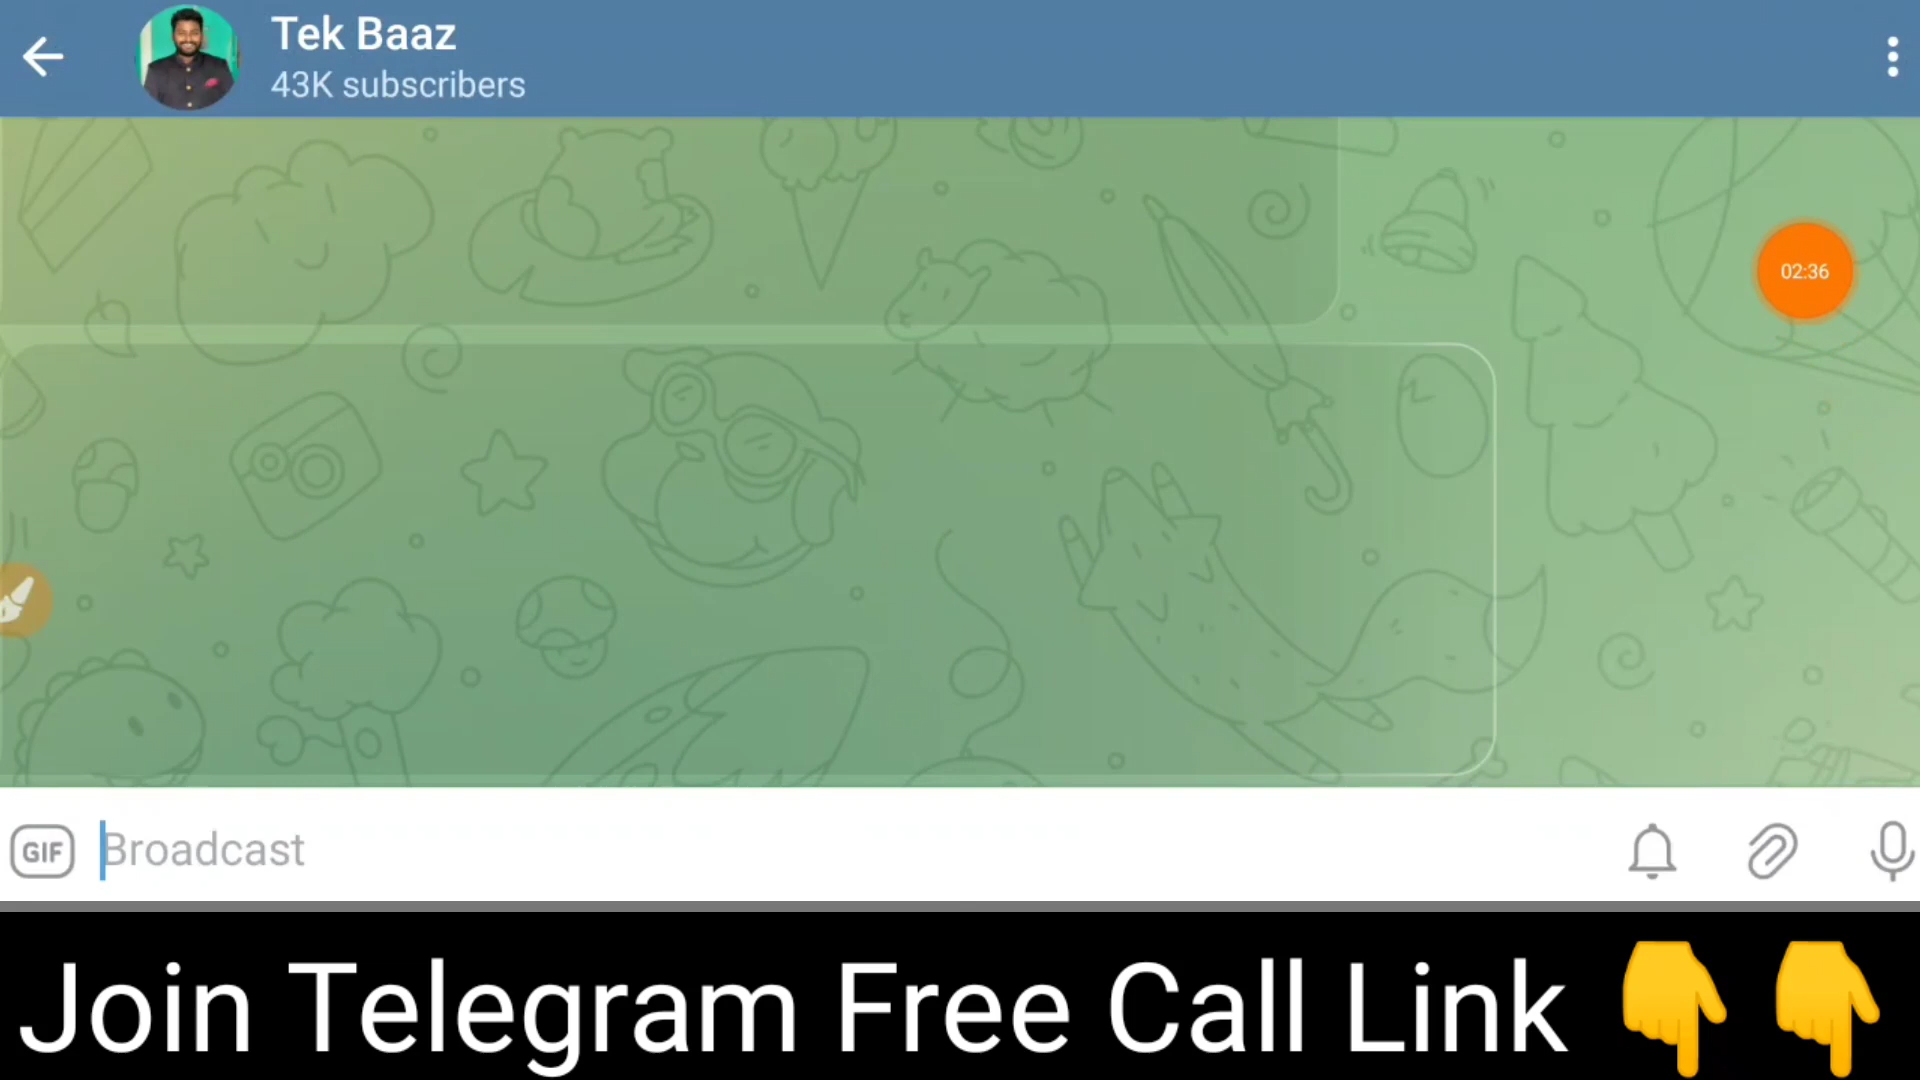 Tek Baaz
43K subscribers
02:36
GIF
Broadcast
Join Telegram Free Call Link 👇👇